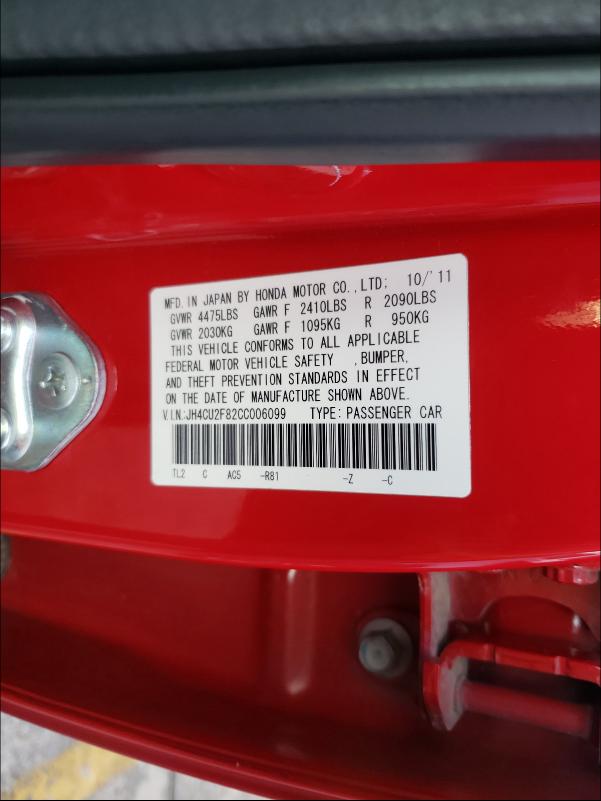 MFD. IN JAPAN BY HONDA MOTOR CO., LTD; 10/'11
GVWR 4475LBS GAWR F 2410LBS R 2090LBS
GVWR 2030KG GAWR F 1095KG R 950KG
THIS VEHICLE CONFORMS TO ALL APPLICABLE
FEDERAL MOTOR VEHICLE SAFETY ,BUMPER,
AND THEFT PREVENTION STANDARDS IN EFFECT
ON THE DATE OF MANUFACTURE SHOWN ABOVE.
V.I.N.:JH4CU2F82CC006099 TYPE: PASSENGER CAR
TL2 C AC5 -R81 -Z -C